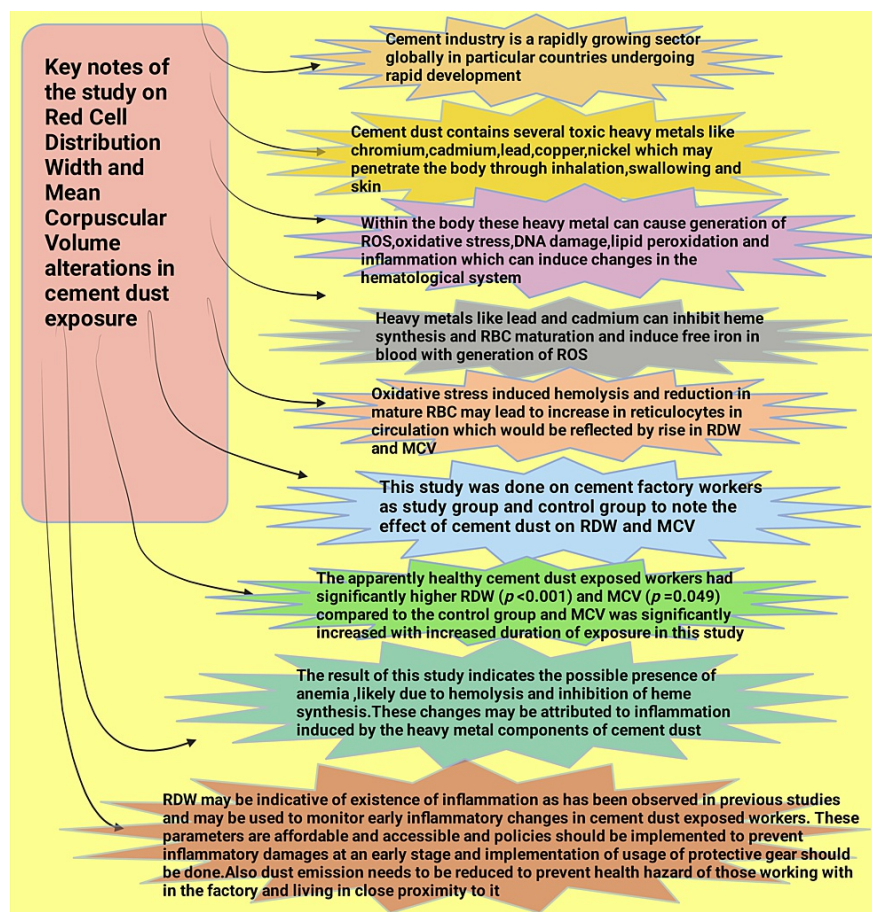 Key notes of
the study on
Red Cell
Distribution
Width and
Mean
Corpuscular
Volume
alterations in
cement dust
exposure
Cement industry is a rapidly growing sector
globally in particular countries undergoing
rapid development
Cement dust contains several toxic heavy metals like
chromium,cadmium,lead,copper,nickel which may
penetrate the body through inhalation,swallowing and
skin
Within the body these heavy metal can cause generation of
ROS,oxidative stress,DNA damage,lipid peroxidation and
inflammation which can induce changes in the
hematological system
Heavy metals like lead and cadmium can inhibit heme
synthesis and RBC maturation and induce free iron in
blood with generation of ROS
Oxidative stress induced hemolysis and reduction in
mature RBC may lead to increase in reticulocytes in
circulation which would be reflected by rise in RDW
and MCV
This study was done on cement factory workers
as study group and control group to note the
effect of cement dust on RDW and MCV
The apparently healthy cement dust exposed workers had
significantly higher RDW (p <0.001) and MCV (p =0.049)
compared to the control group and MCV was significantly
increased with increased duration of exposure in this study
The result of this study indicates the possible presence of
anemia ,likely due to hemolysis and inhibition of heme
synthesis.These changes may be attributed to inflammation
induced by the heavy metal components of cement dust
RDW may be indicative of existence of inflammation as has been observed in previous studies
and may be used to monitor early inflammatory changes in cement dust exposed workers. These
parameters are affordable and accessible and policies should be implemented to prevent
inflammatory damages at an early stage and implementation of usage of protective gear should
be done.Also dust emission needs to be reduced to prevent health hazard of those working with
in the factory and living in close proximity to it